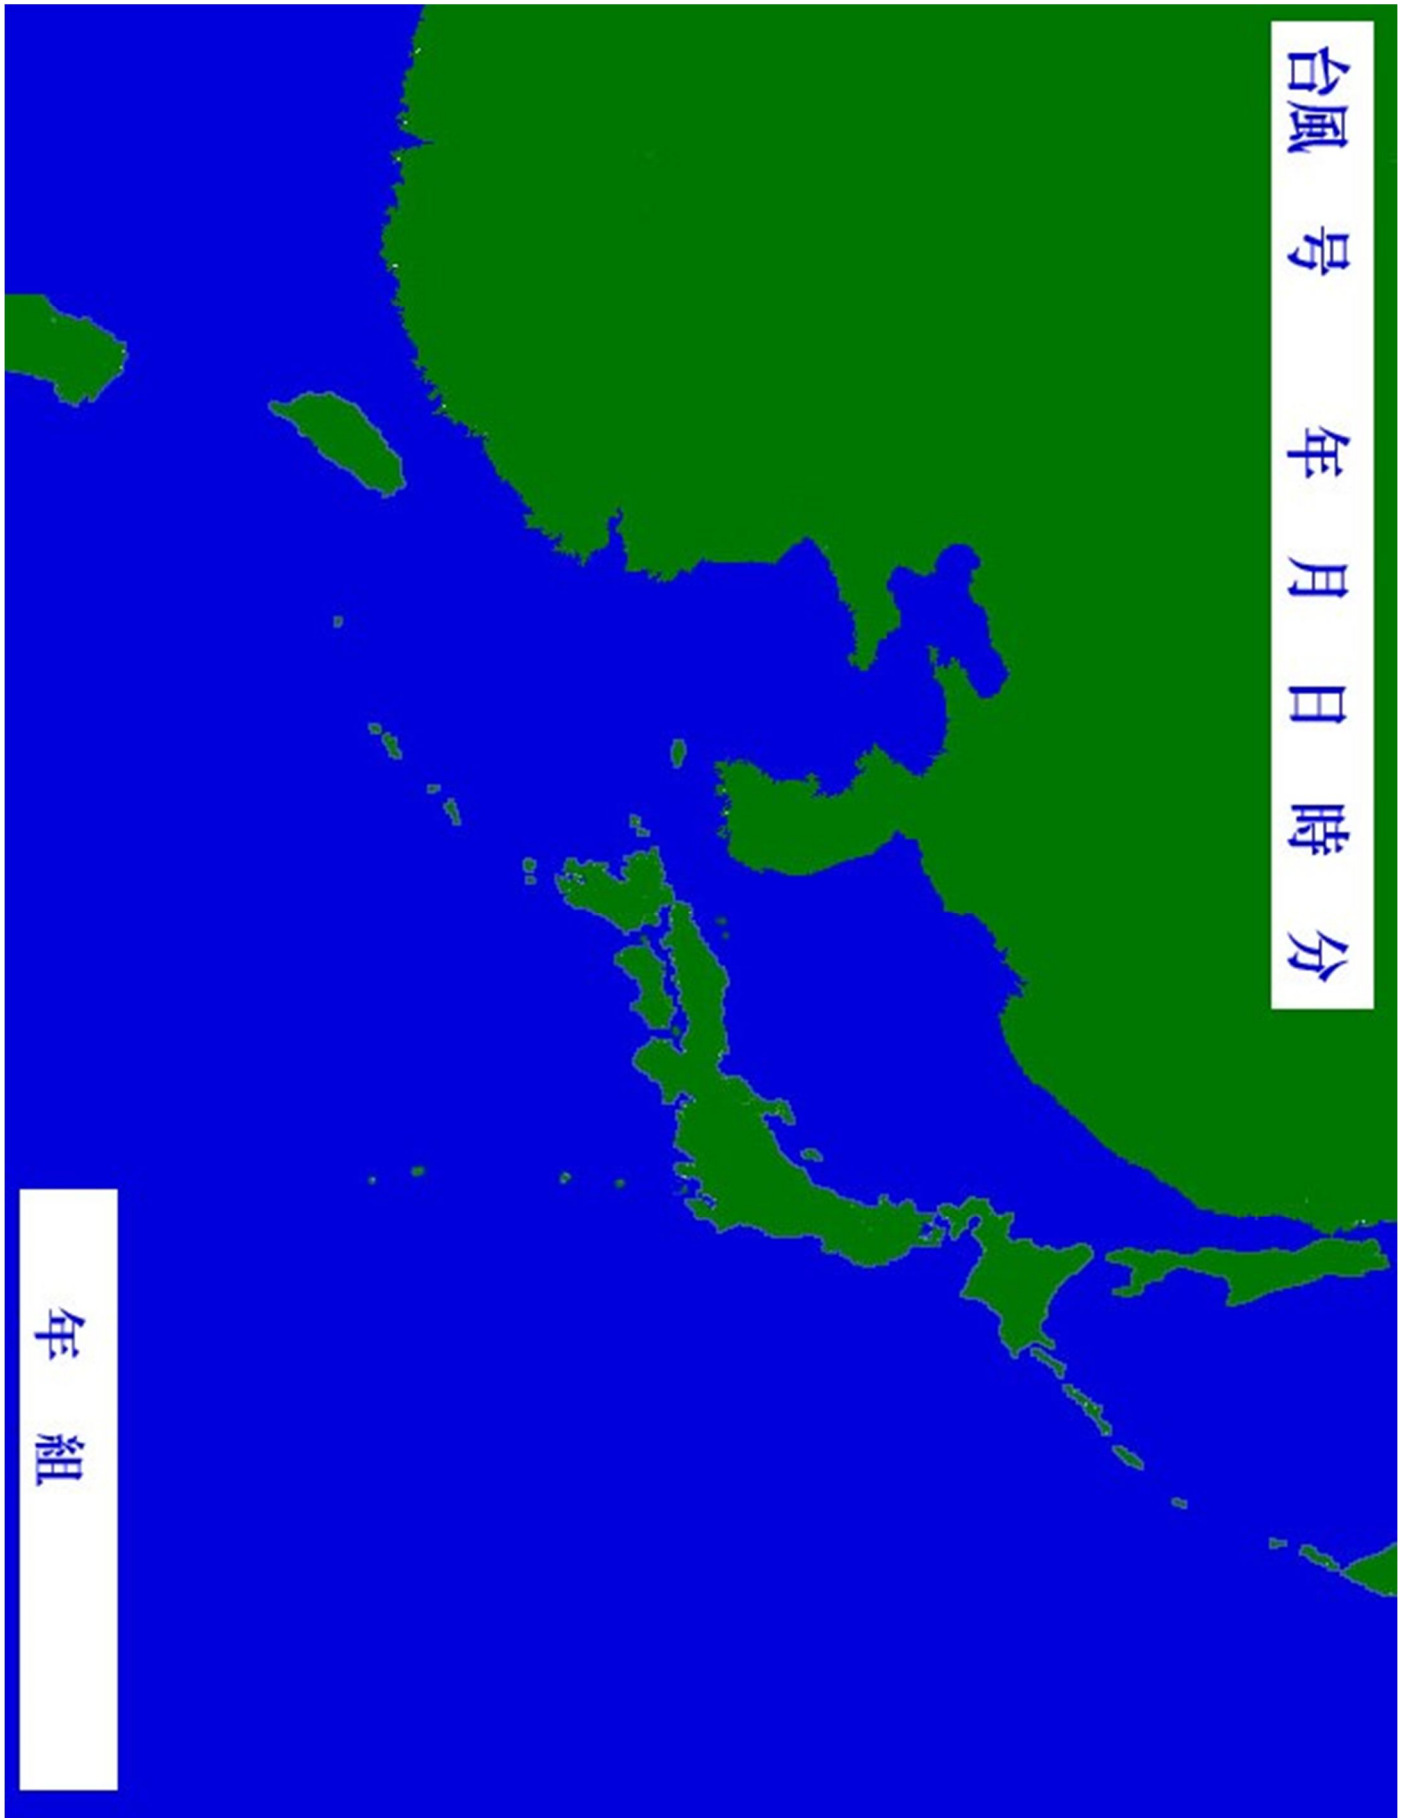 台風 号 年 月 日 時 分
年 組